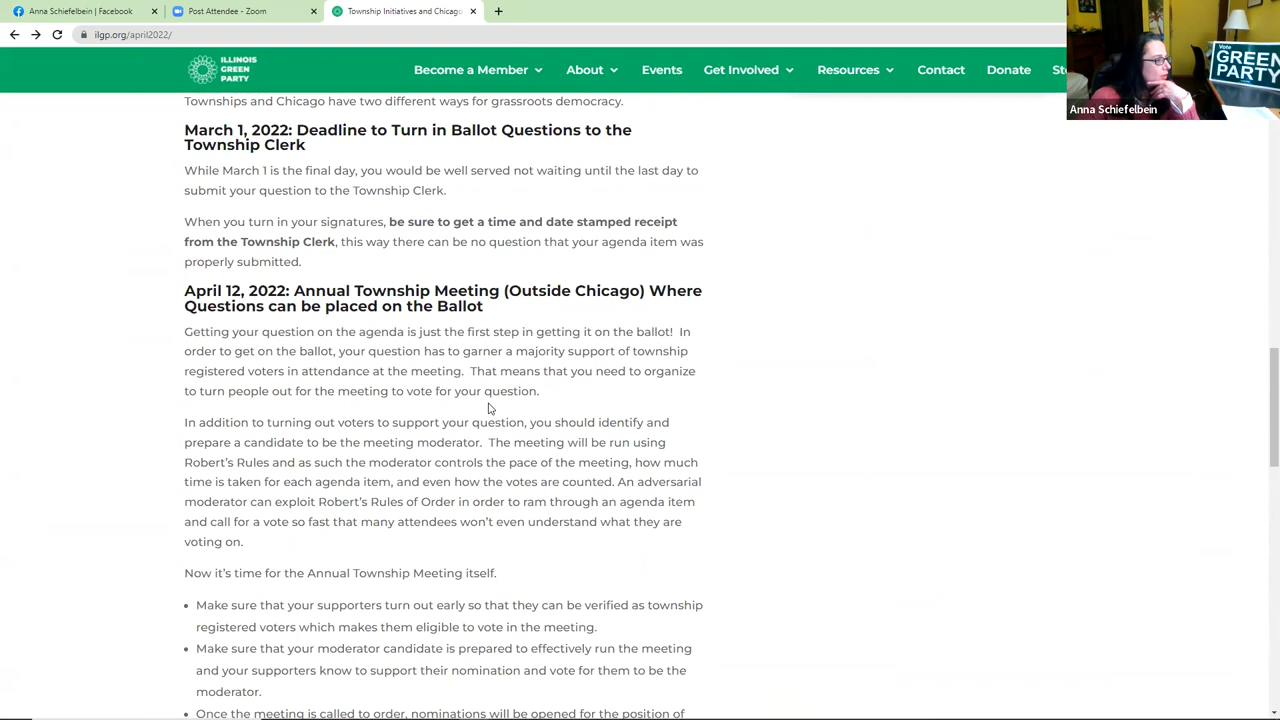 Anna Schiefelbein | Facebook
Post Attendee - Zoom
Township Initiatives and Chicago
ilgp.org/april2022/
ILLINOIS
GREEN
PARTY
Become a Member
About
Events
Get Involved
Resources
Contact
Donate
Sto
Vote
GREEN
PARTY
Anna Schiefelbein
Townships and Chicago have two different ways for grassroots democracy.
March 1, 2022: Deadline to Turn in Ballot Questions to the
Township Clerk
While March 1 is the final day, you would be well served not waiting until the last day to
submit your question to the Township Clerk.
When you turn in your signatures, be sure to get a time and date stamped receipt
from the Township Clerk, this way there can be no question that your agenda item was
properly submitted.
April 12, 2022: Annual Township Meeting (Outside Chicago) Where
Questions can be placed on the Ballot
Getting your question on the agenda is just the first step in getting it on the ballot! In
order to get on the ballot, your question has to garner a majority support of township
registered voters in attendance at the meeting. That means that you need to organize
to turn people out for the meeting to vote for your question.
In addition to turning out voters to support your question, you should identify and
prepare a candidate to be the meeting moderator. The meeting will be run using
Robert's Rules and as such the moderator controls the pace of the meeting, how much
time is taken for each agenda item, and even how the votes are counted. An adversarial
moderator can exploit Robert's Rules of Order in order to ram through an agenda item
and call for a vote so fast that many attendees won't even understand what they are
voting on.
Now it's time for the Annual Township Meeting itself.
• Make sure that your supporters turn out early so that they can be verified as township
registered voters which makes them eligible to vote in the meeting.
• Make sure that your moderator candidate is prepared to effectively run the meeting
and your supporters know to support their nomination and vote for them to be the
moderator.
• Once the meeting is called to order, nominations will be opened for the position of